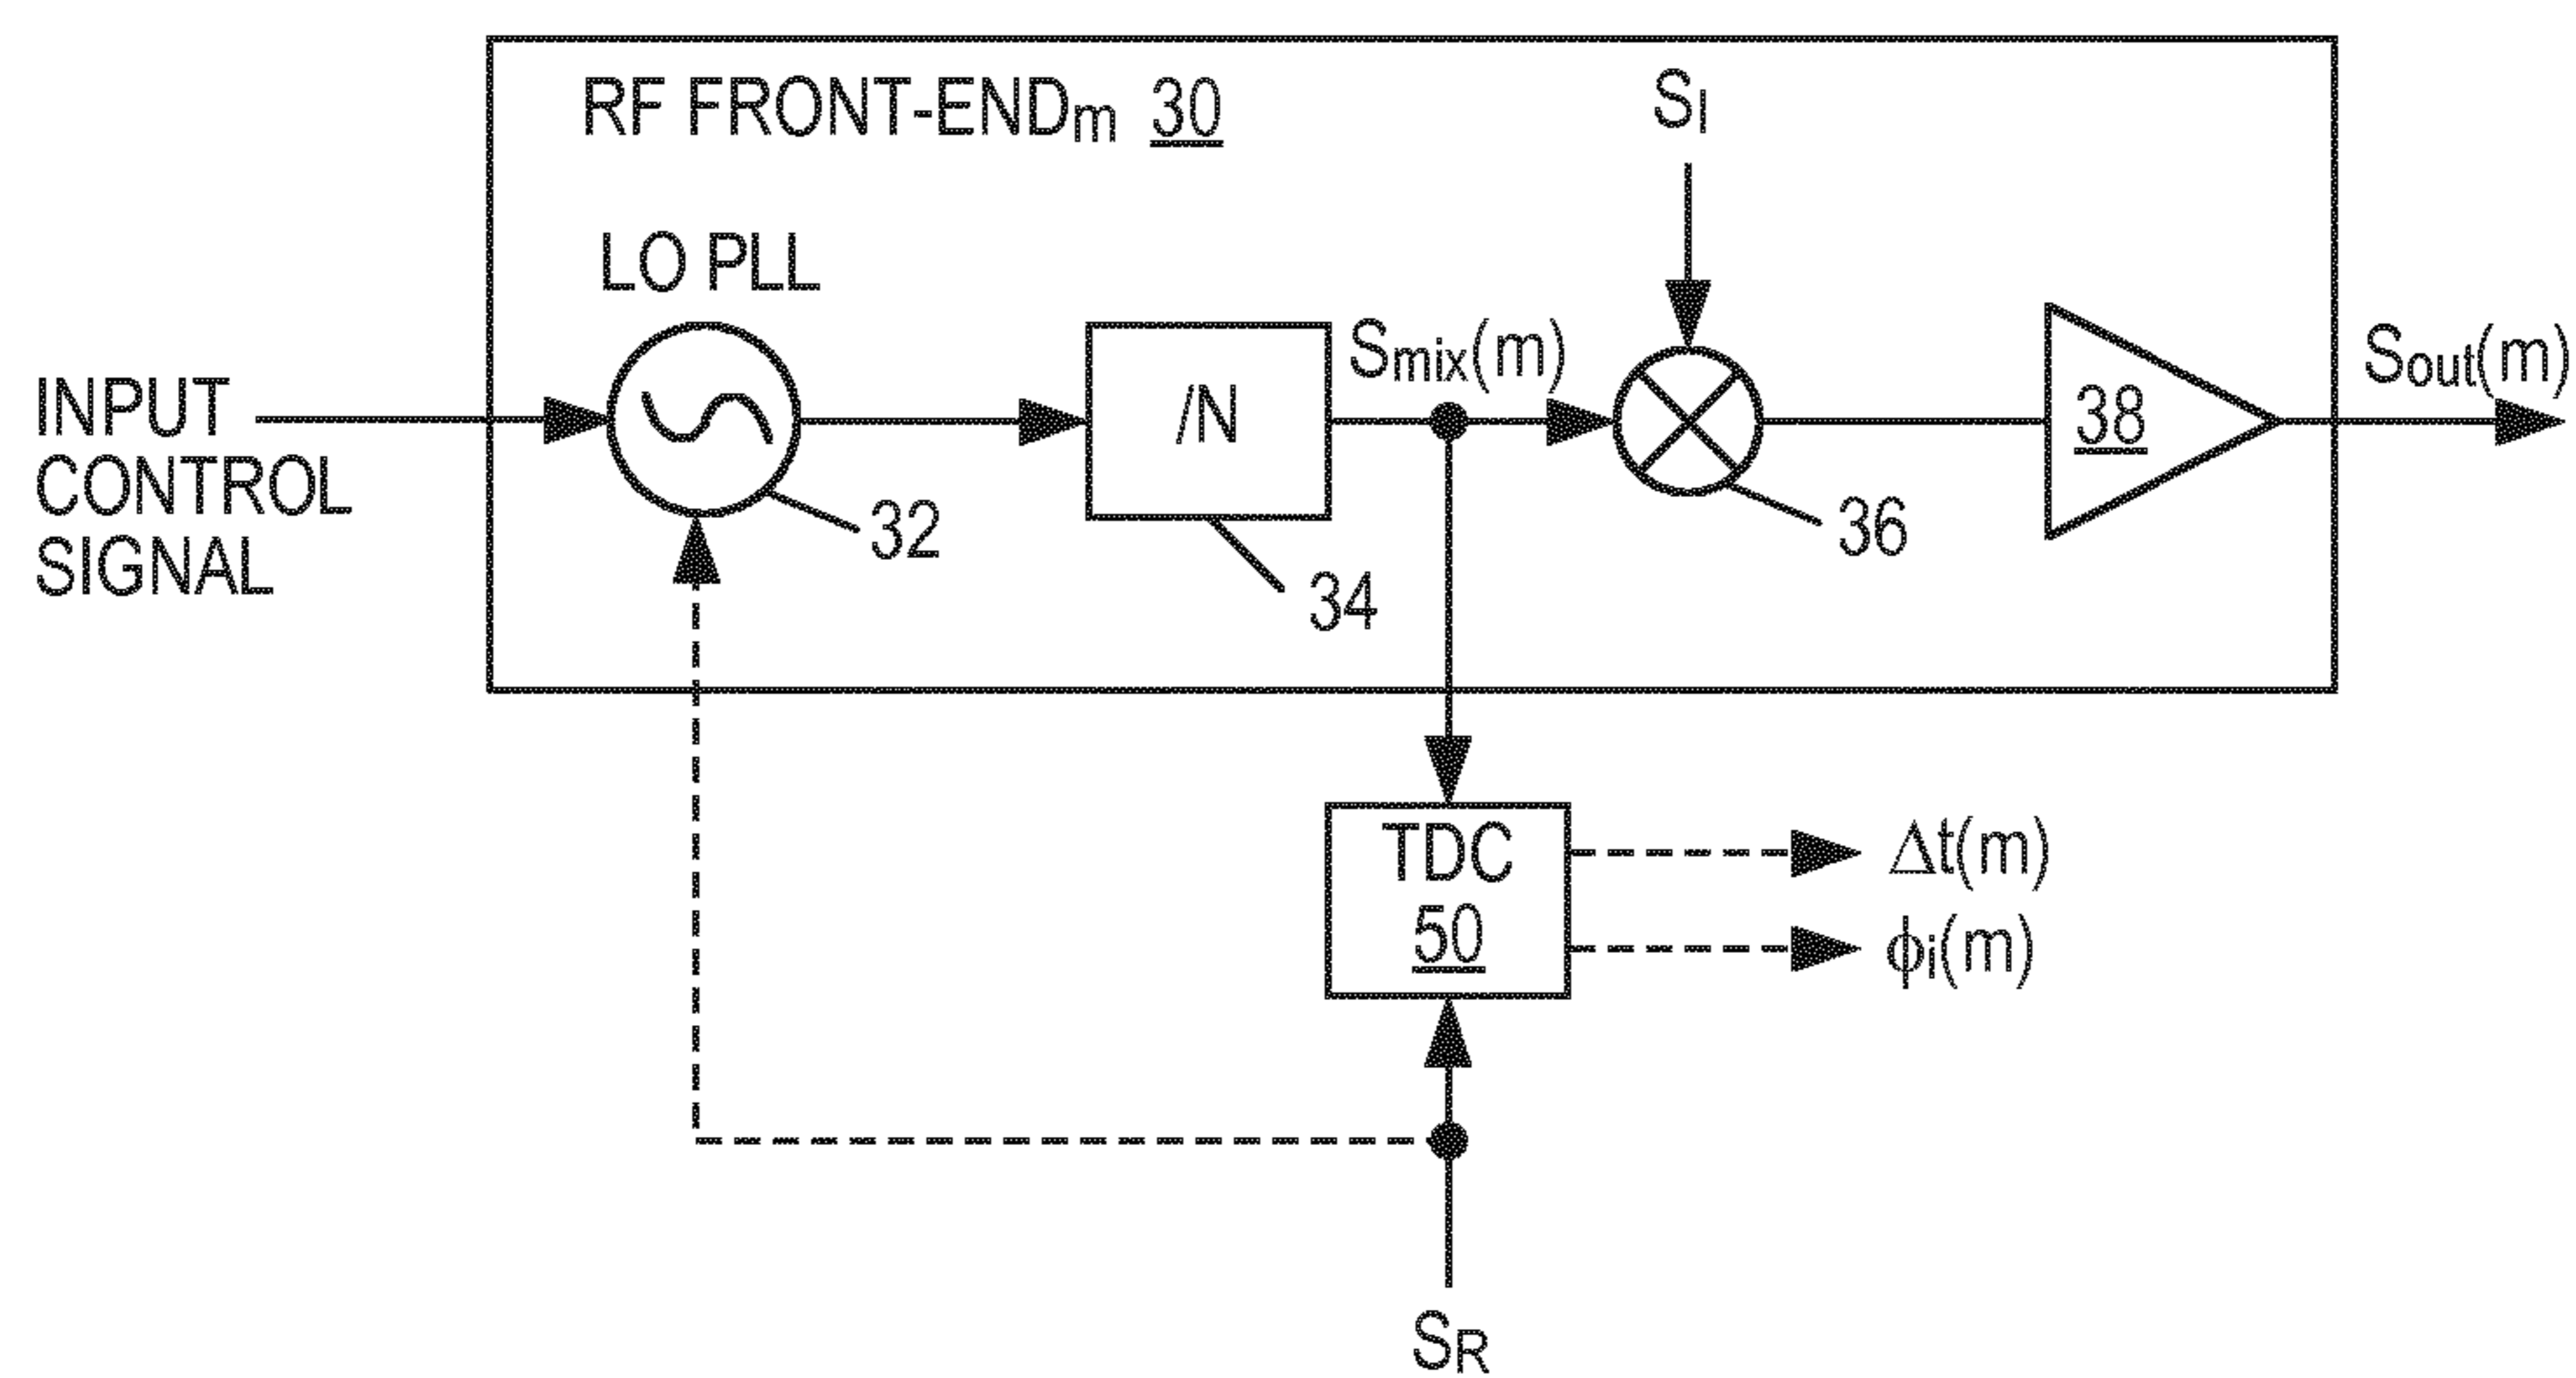 RF FRONT-ENDm 30
SI
LO PLL
INPUT
CONTROL
SIGNAL
32
/N
34
Smix(m)
36
38
Sout(m)
TDC
50
Δt(m)
ϕi(m)
SR